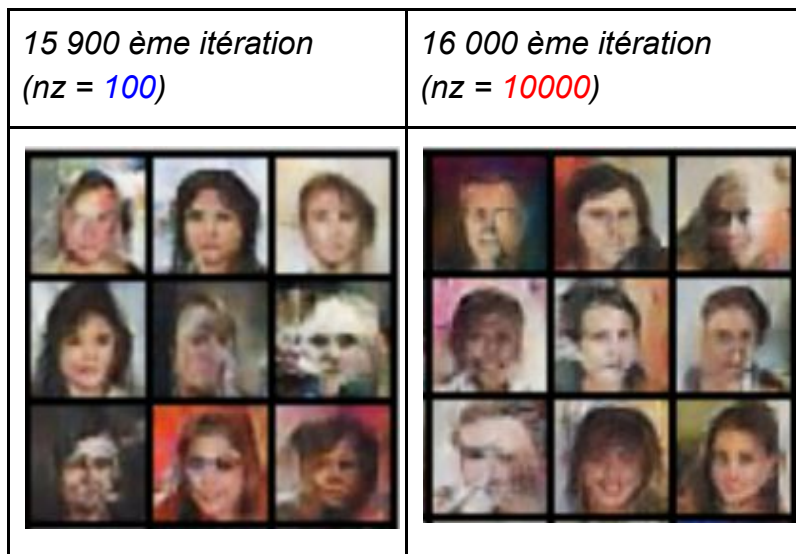 15 900 ème itération
(nz = 100)
16 000 ème itération
(nz = 10000)